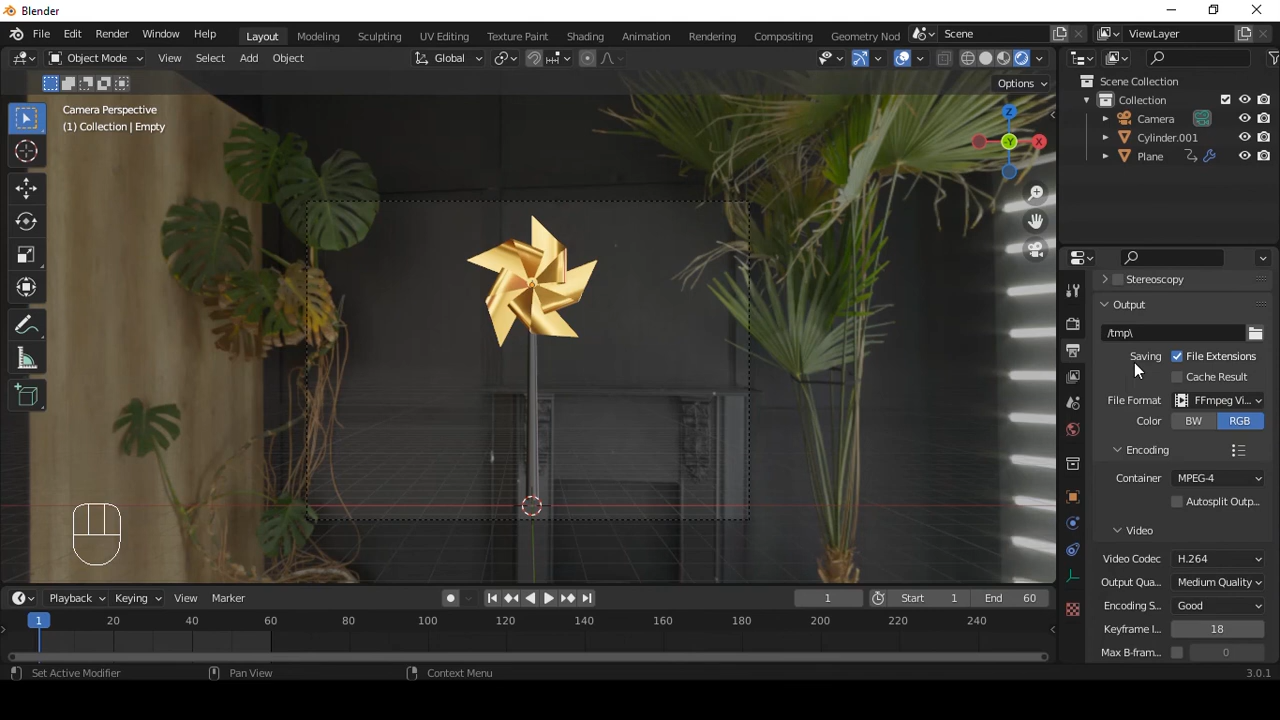 Blender
File Edit Render Window Help Layout Modeling Sculpting UV Editing Texture Paint Shading Animation Rendering Compositing Geometry Nod Scene ViewLayer
Object Mode View Select Add Object Global
Options
Camera Perspective
(1) Collection | Empty
Z
Y
X
Scene Collection
Collection
Camera
Cylinder.001
Plane
Stereoscopy
Output
/tmp\
Saving File Extensions
Cache Result
File Format FFmpeg Vi...
Color BW RGB
Encoding
Container MPEG-4
Autosplit Outp...
Video
Video Codec H.264
Output Qua... Medium Quality
Encoding S... Good
Keyframe I... 18
Max B-fram... 0
Playback Keying View Marker 1 Start 1 End 60
1 20 40 60 80 100 120 140 160 180 200 220 240
Set Active Modifier Pan View Context Menu 3.0.1